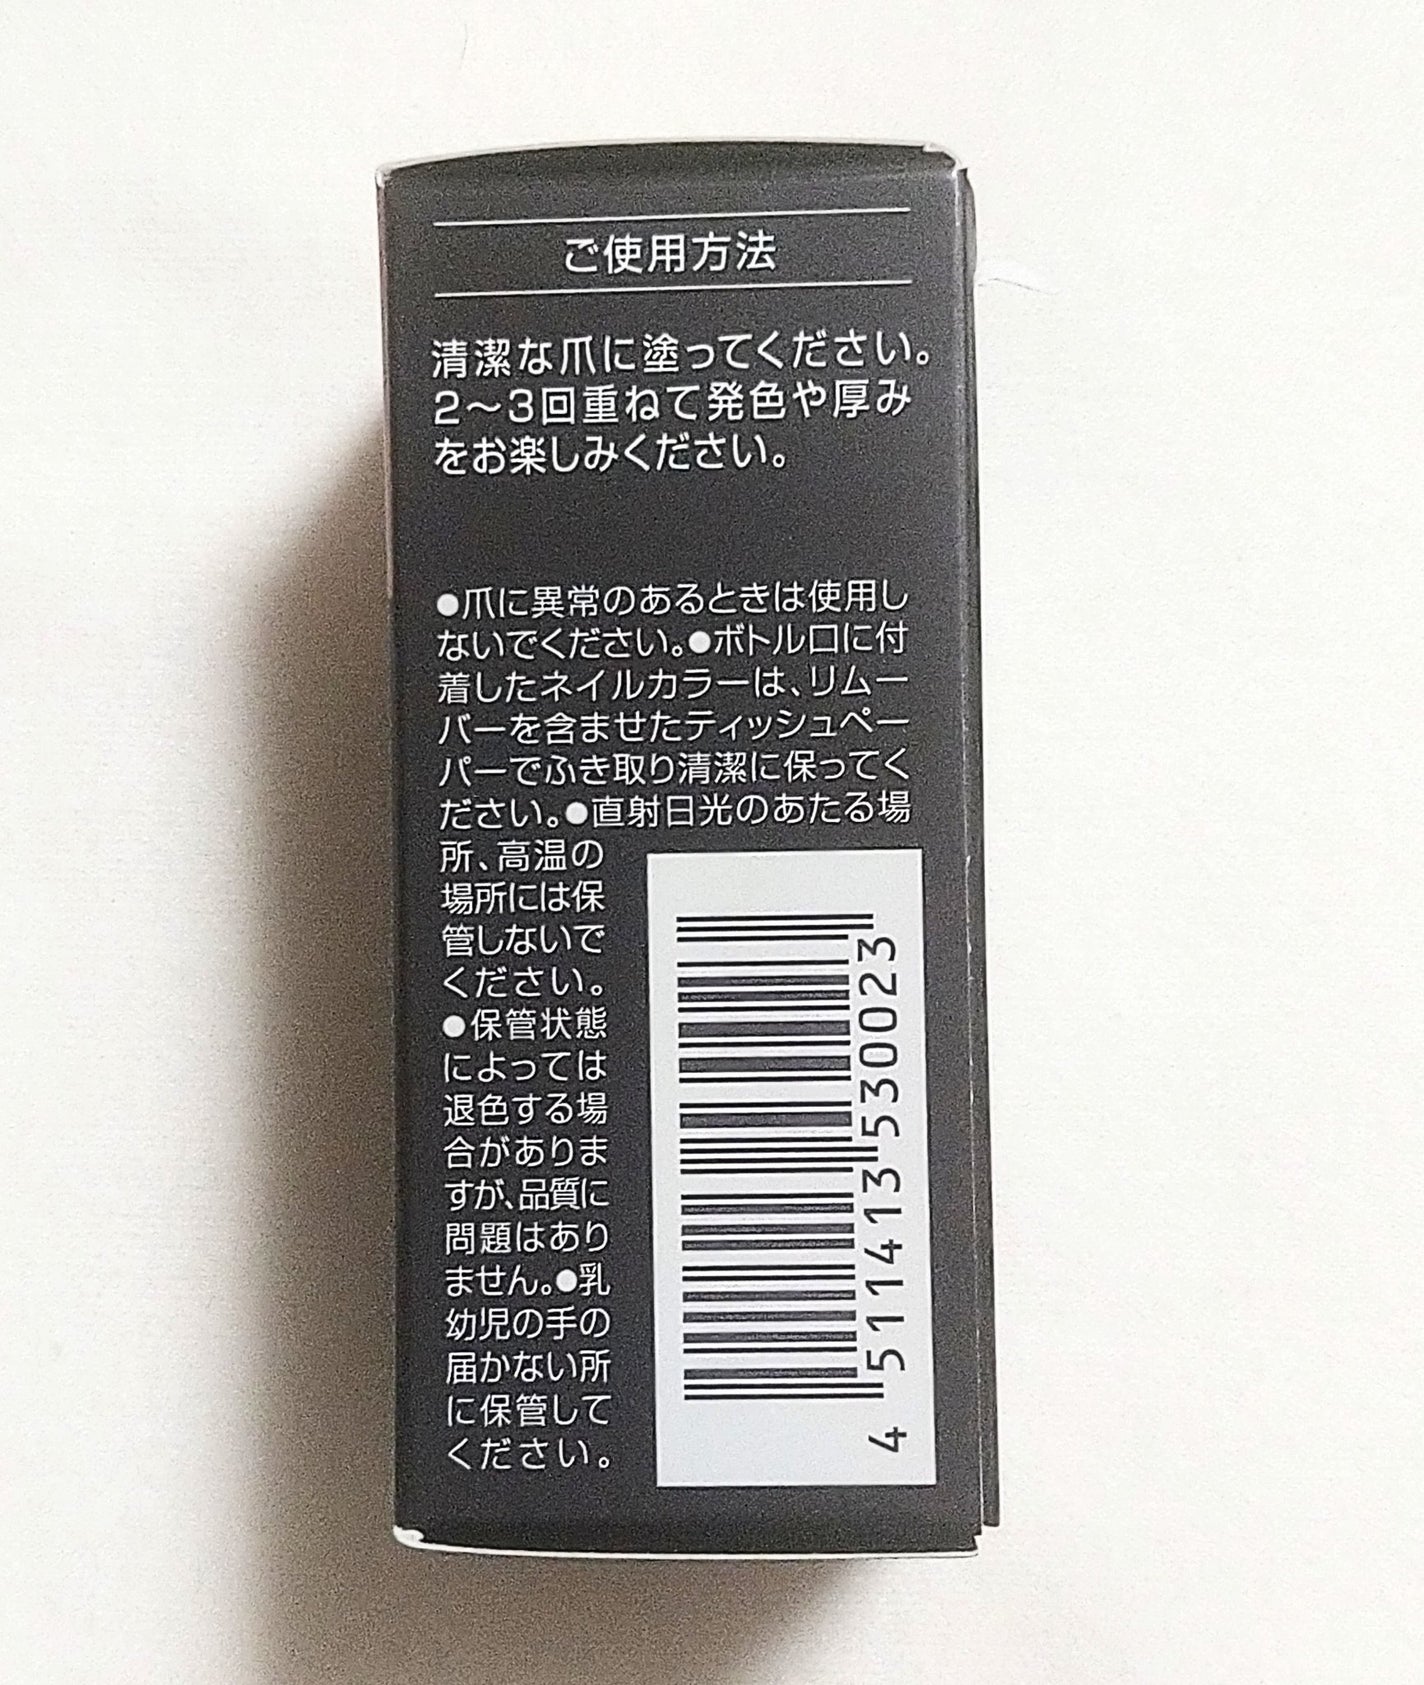 ご使用方法
清潔な爪に塗ってください。
2〜3回重ねて発色や厚み
をお楽しみください。
●爪に異常のあるときは使用し
ないでください。●ボトル口に付
着したネイルカラーは、リムー
バーを含ませたティッシュペー
パーでふき取り清潔に保ってく
ださい。●直射日光のあたる場
所、高温の
場所には保
管しないで
ください。
●保管状態
によっては
退色する場
合がありま
すが、品質に
問題はあり
ません。●乳
幼児の手の
届かない所
に保管して
ください。
4 511413 530023